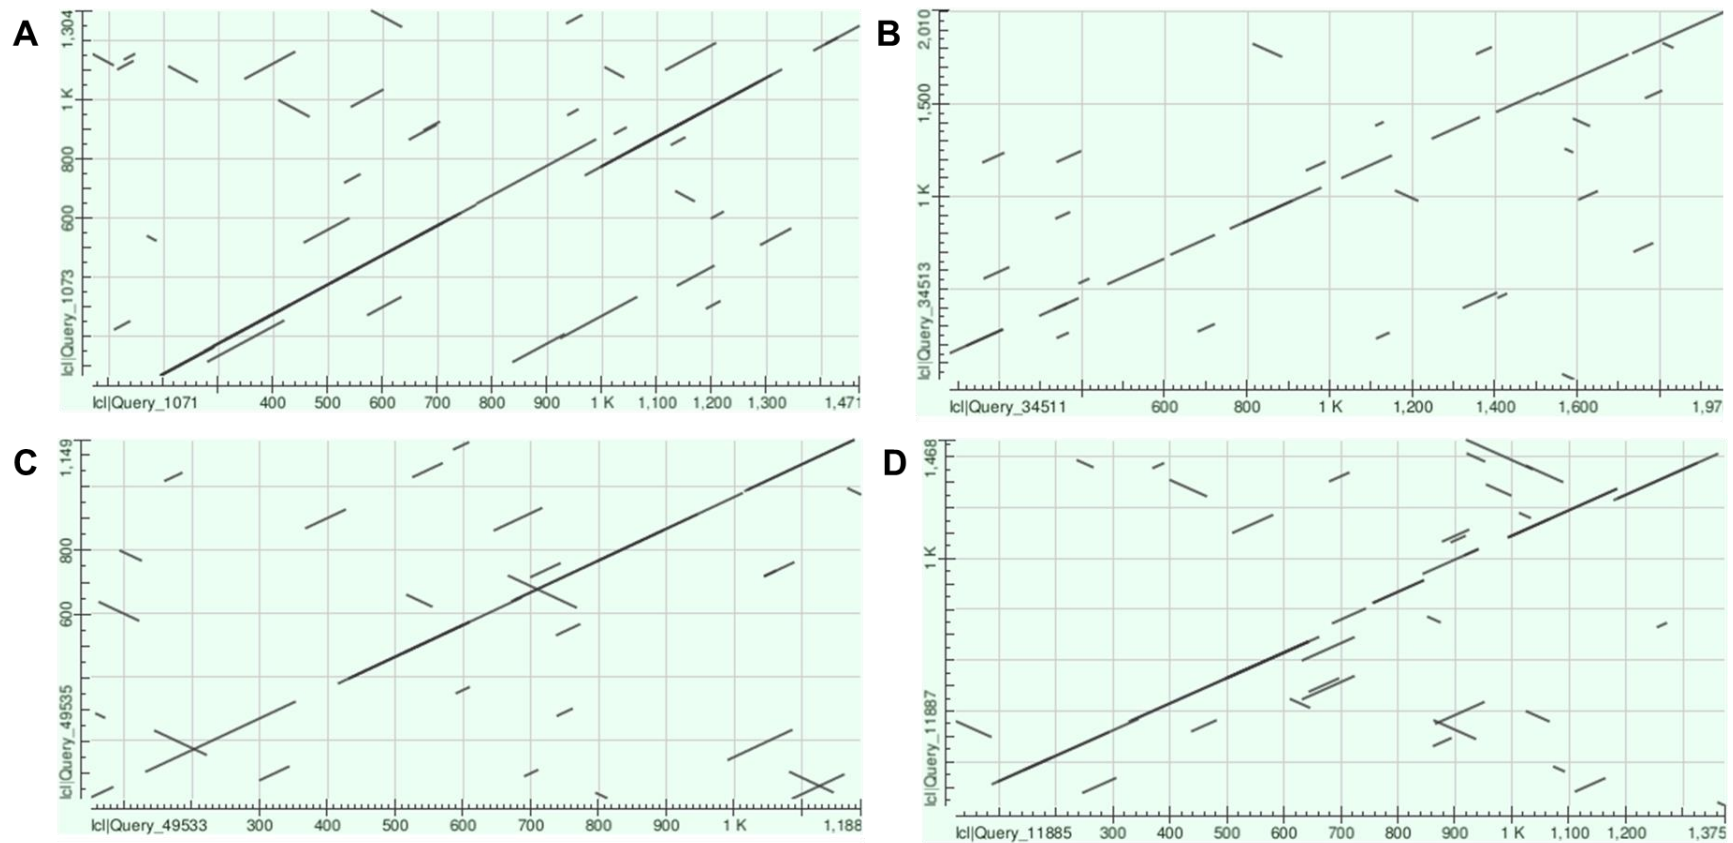 A
1,304
1 K
800
600
lcl|Query_1073
lcl|Query_1071 400 500 600 700 800 900 1 K 1,100 1,200 1,300 1,471
B
2,010
1,500
1 K
lcl|Query_34513
lcl|Query_34511 600 800 1 K 1,200 1,400 1,600 1,97
C
1,149
800
600
lcl|Query_49535
lcl|Query_49533 300 400 500 600 700 800 900 1 K 1,188
D
1,468
1 K
lcl|Query_11887
lcl|Query_11885 300 400 500 600 700 800 900 1 K 1,100 1,200 1,375